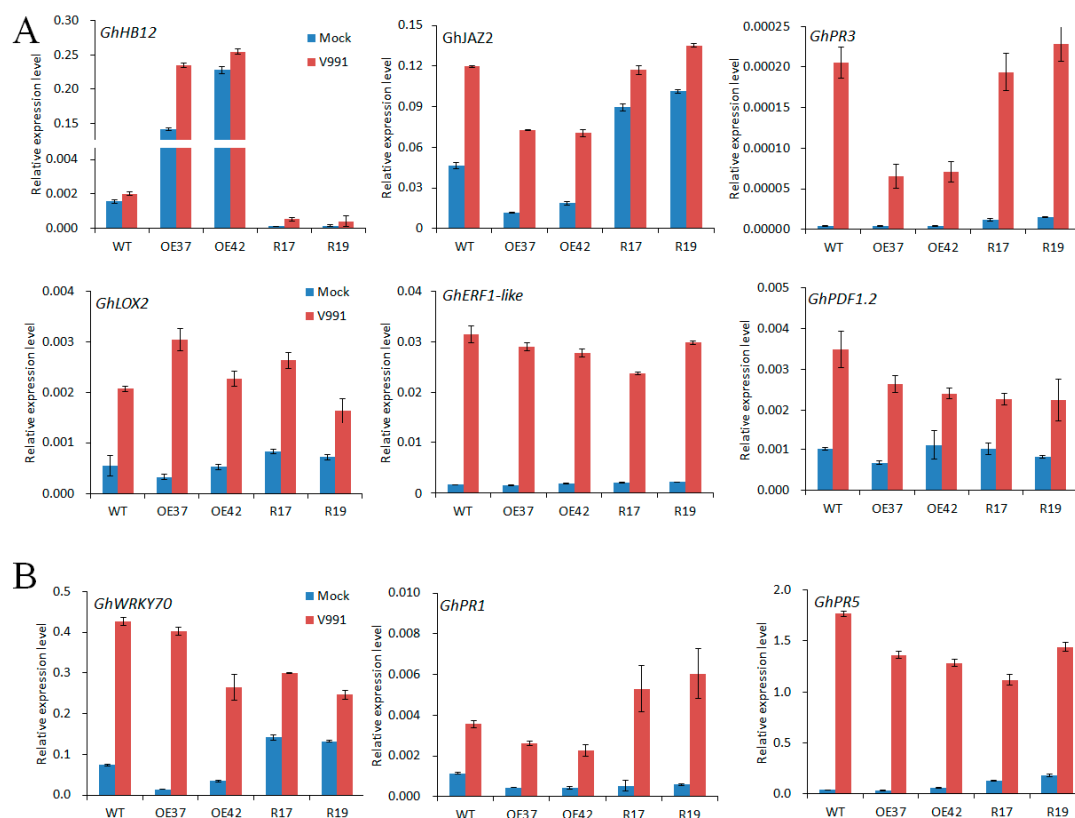 A
GhHB12
Mock
V991
Relative expression level
0.30
0.25
0.20
0.15
0.004
0.002
0.000
WT OE37 OE42 R17 R19
GhJAZ2
Relative expression level
0.15
0.12
0.09
0.06
0.03
0
WT OE37 OE42 R17 R19
GhPR3
Relative expression level
0.00025
0.00020
0.00015
0.00010
0.00005
0.00000
WT OE37 OE42 R17 R19
GhLOX2
Mock
V991
Relative expression level
0.004
0.003
0.002
0.001
0.000
WT OE37 OE42 R17 R19
GhERF1-like
Relative expression level
0.04
0.03
0.02
0.01
0
WT OE37 OE42 R17 R19
GhPDF1.2
Relative expression level
0.005
0.004
0.003
0.002
0.001
0.000
WT OE37 OE42 R17 R19
B
GhWRKY70
Mock
V991
Relative expression level
0.5
0.4
0.3
0.2
0.1
0.0
WT OE37 OE42 R17 R19
GhPR1
Relative expression level
0.010
0.008
0.006
0.004
0.002
0.000
WT OE37 OE42 R17 R19
GhPR5
Relative expression level
2.0
1.5
1.0
0.5
0.0
WT OE37 OE42 R17 R19